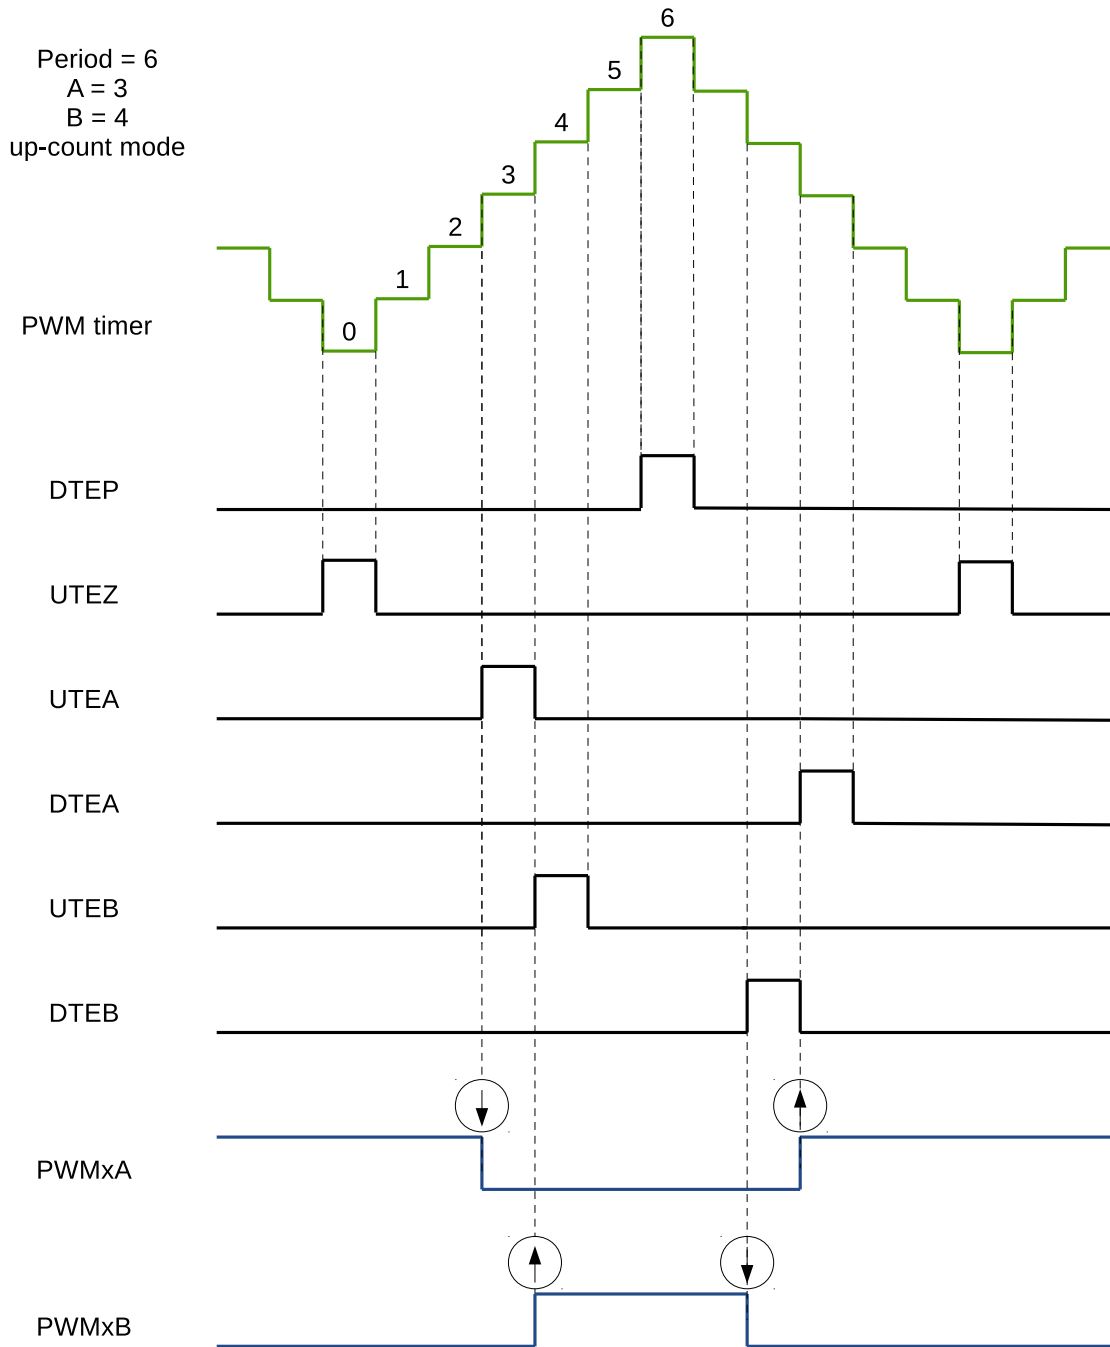 6
Period = 6
A = 3
B = 4
up-count mode
5
4
3
2
1
0
PWM timer
DTEP
UTEZ
UTEA
DTEA
UTEB
DTEB
PWMxA
PWMxB